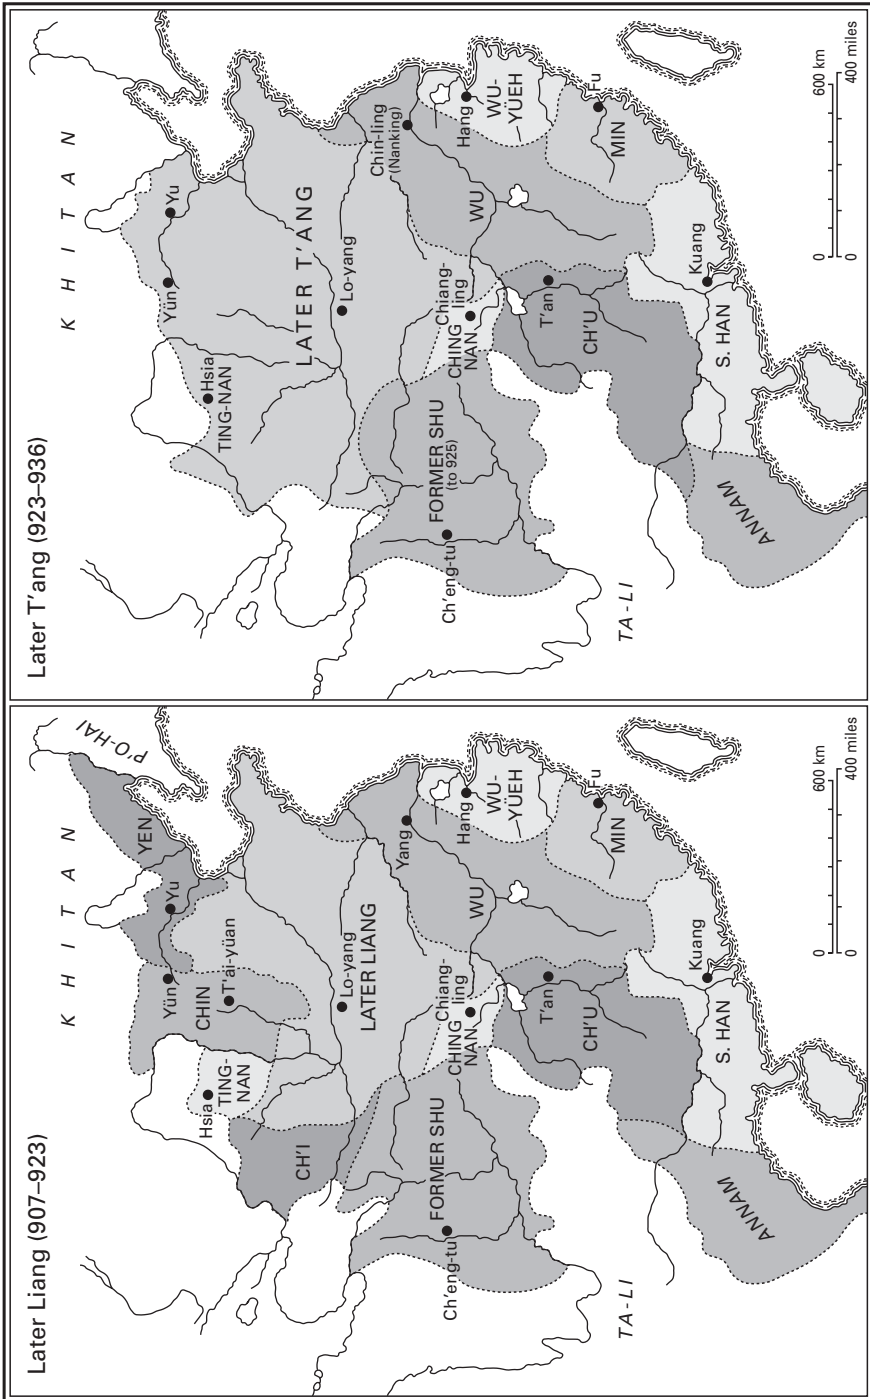 Later Liang (907–923)
KHITAN
P'O-HAI
YEN
Yu
Yün
CHIN
T'ai-yüan
Hsia
TING-
NAN
CH'I
Lo-yang
LATER LIANG
Yang
Hang
WU-
YUEH
Chiang-
ling
CHING
NAN
FORMER SHU
Ch'eng-tu
WU
T'an
CH'U
Fu
MIN
Kuang
S. HAN
TA-LI
ANNAM
0 600 km
0 400 miles
Later T'ang (923–936)
KHITAN
Yu
Yün
Hsia
TING-NAN
LATER T'ANG
Lo-yang
Chin-ling
(Nanking)
Hang
WU-
YUEH
Chiang-
ling
CHING
NAN
FORMER SHU
(to 925)
Ch'eng-tu
WU
T'an
CH'U
Fu
MIN
Kuang
S. HAN
TA-LI
ANNAM
0 600 km
0 400 miles